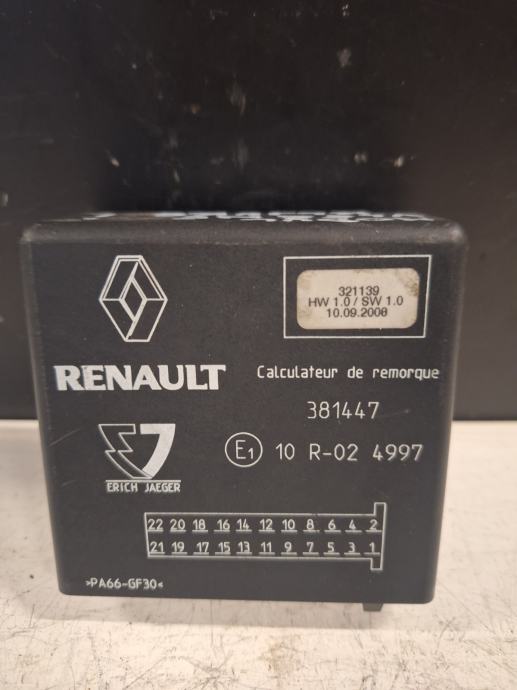 321139
HW 1.0 / SW 1.0
10.09.2008
RENAULT
Calculateur de remorque
381447
E1 10 R-02 4997
ERICH JAEGER
22 20 18 16 14 12 10 8 6 4 2
21 19 17 15 13 11 9 7 5 3 1
>PA66-GF30<